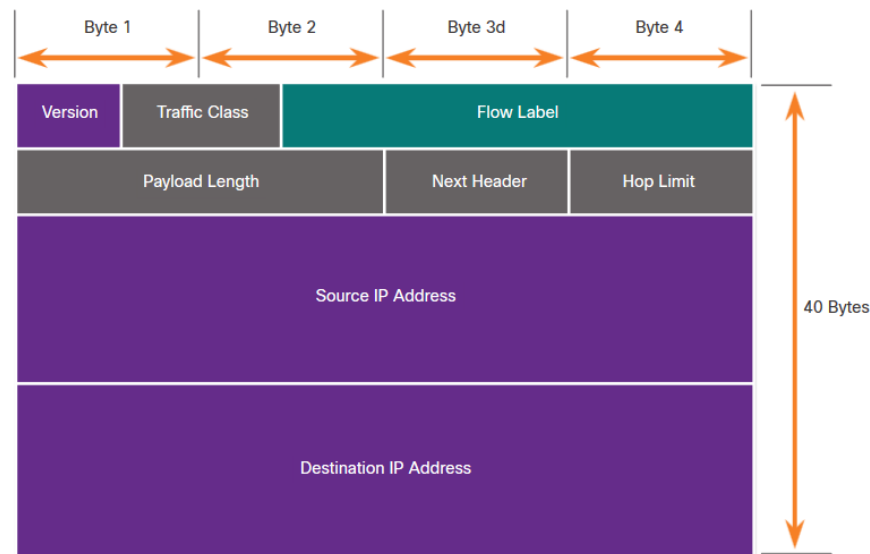 Byte 1
Byte 2
Byte 3d
Byte 4
Version
Traffic Class
Flow Label
Payload Length
Next Header
Hop Limit
Source IP Address
40 Bytes
Destination IP Address